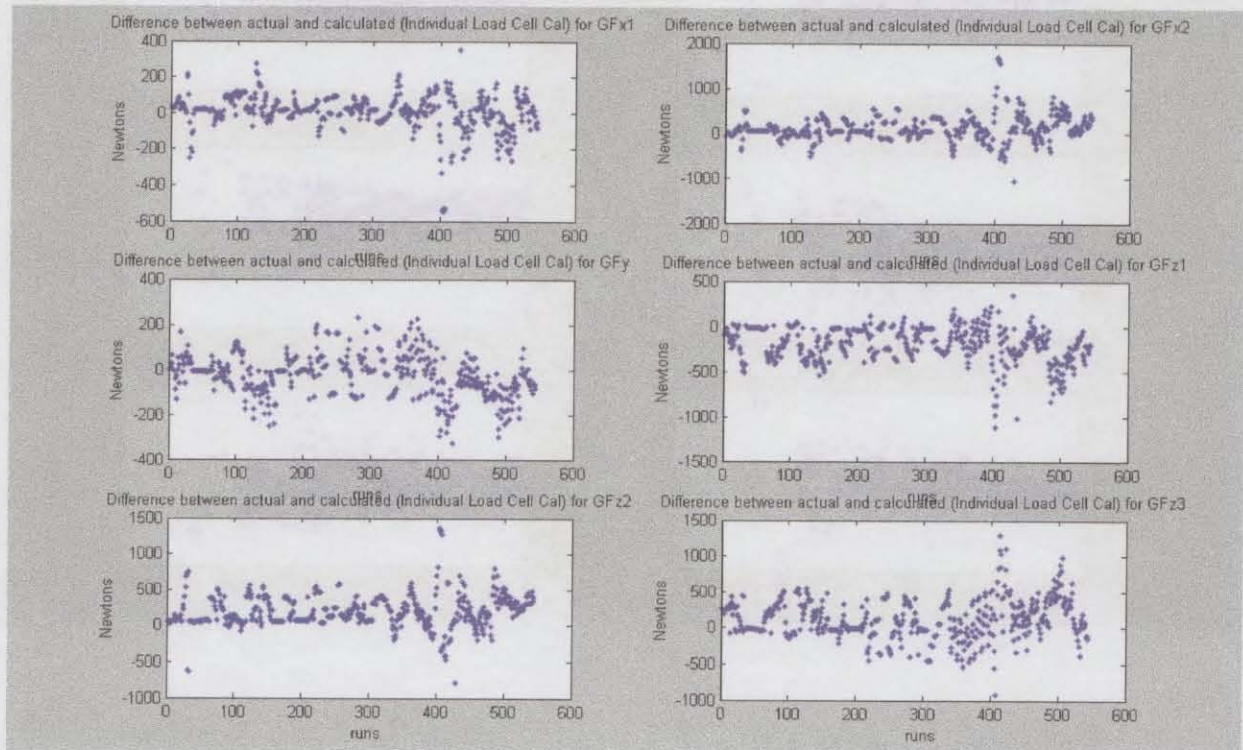 Difference between actual and calculated (Individual Load Cell Cal) for GFx1
400
200
0
-200
-400
-600
Newtons
0 100 200 300 400 500 600
runs
Difference between actual and calculated (Individual Load Cell Cal) for GFx2
2000
1000
0
-1000
-2000
Newtons
0 100 200 300 400 500 600
runs
Difference between actual and calculated (Individual Load Cell Cal) for GFy
400
200
0
-200
-400
Newtons
0 100 200 300 400 500 600
runs
Difference between actual and calculated (Individual Load Cell Cal) for GFz1
500
0
-500
-1000
-1500
Newtons
0 100 200 300 400 500 600
runs
Difference between actual and calculated (Individual Load Cell Cal) for GFz2
1500
1000
500
0
-500
-1000
Newtons
0 100 200 300 400 500 600
runs
Difference between actual and calculated (Individual Load Cell Cal) for GFz3
1500
1000
500
0
-500
-1000
Newtons
0 100 200 300 400 500 600
runs